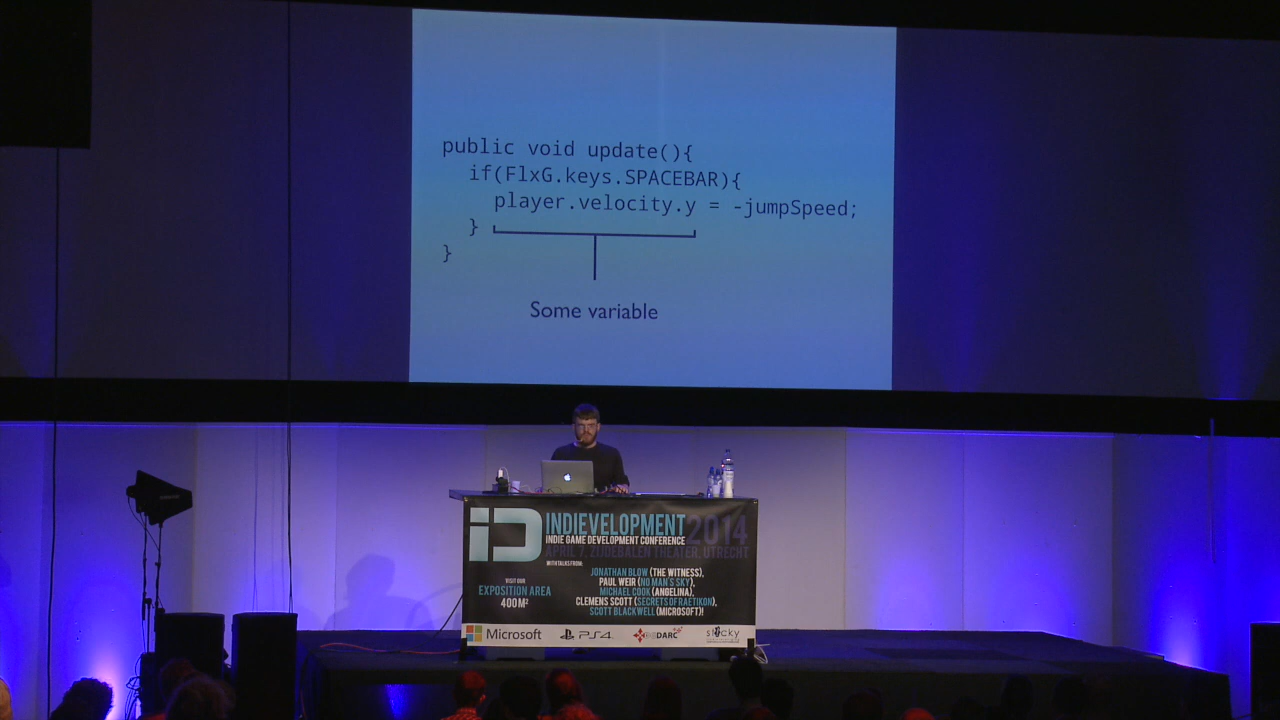 public void update(){
if(FlxG.keys.SPACEBAR){
player.velocity.y = -jumpSpeed;
}
}
Some variable
iD INDIEVELOPMENT 2014
INDIE GAME DEVELOPMENT CONFERENCE
APRIL 7, ZIJDEBALEN THEATER, UTRECHT
WITH TALKS FROM:
JONATHAN BLOW (THE WITNESS),
PAUL WEIR (NO MAN'S SKY),
MICHAEL COOK (ANGELINA),
CLEMENS SCOTT (SECRETS OF RAETIKON),
SCOTT BLACKWELL (MICROSOFT)!
VISIT OUR
EXPOSITION AREA
400M²
Microsoft PS4